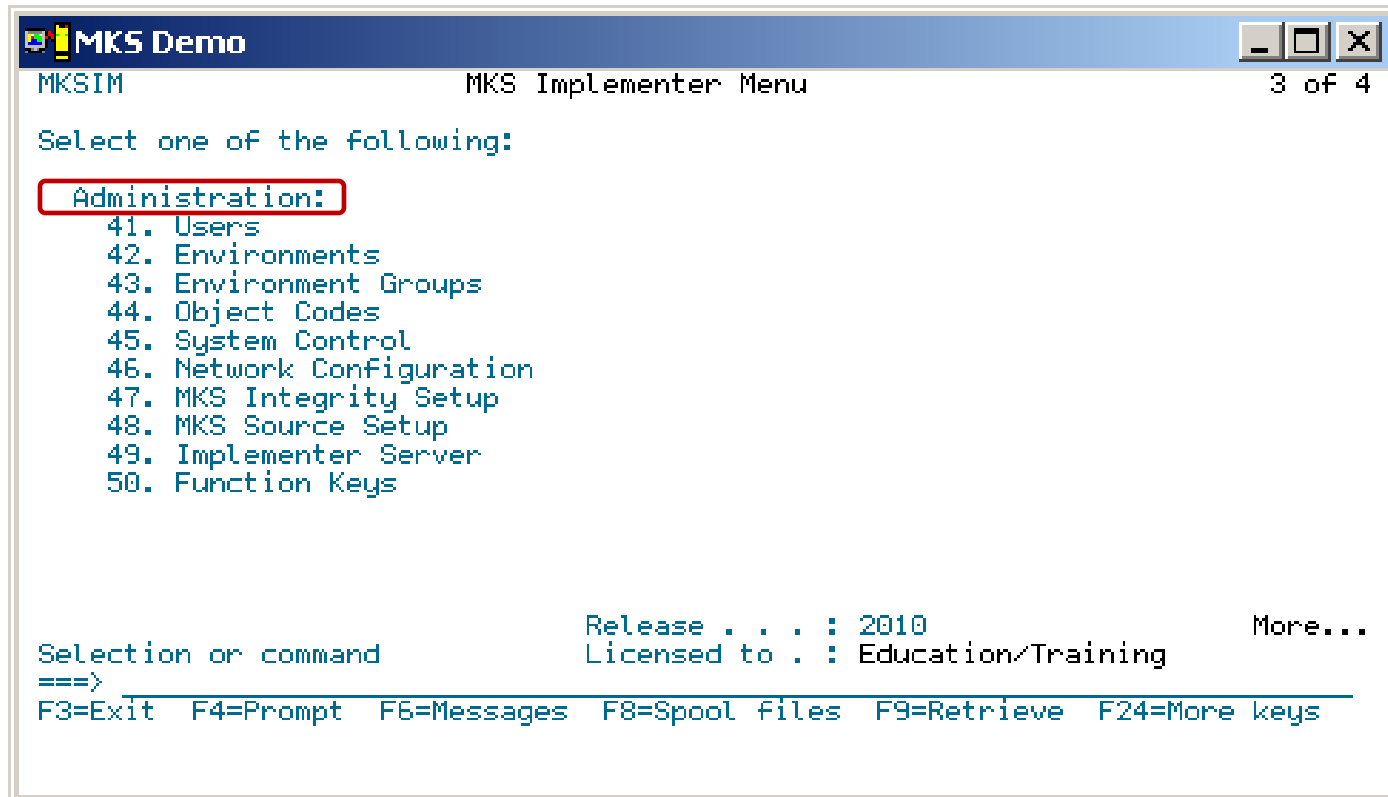 MKS Demo
MKSIM MKS Implementer Menu 3 of 4
Select one of the following:
Administration:
41. Users
42. Environments
43. Environment Groups
44. Object Codes
45. System Control
46. Network Configuration
47. MKS Integrity Setup
48. MKS Source Setup
49. Implementer Server
50. Function Keys
Release . . . : 2010 More...
Selection or command Licensed to . : Education/Training
===>
F3=Exit F4=Prompt F6=Messages F8=Spool files F9=Retrieve F24=More keys